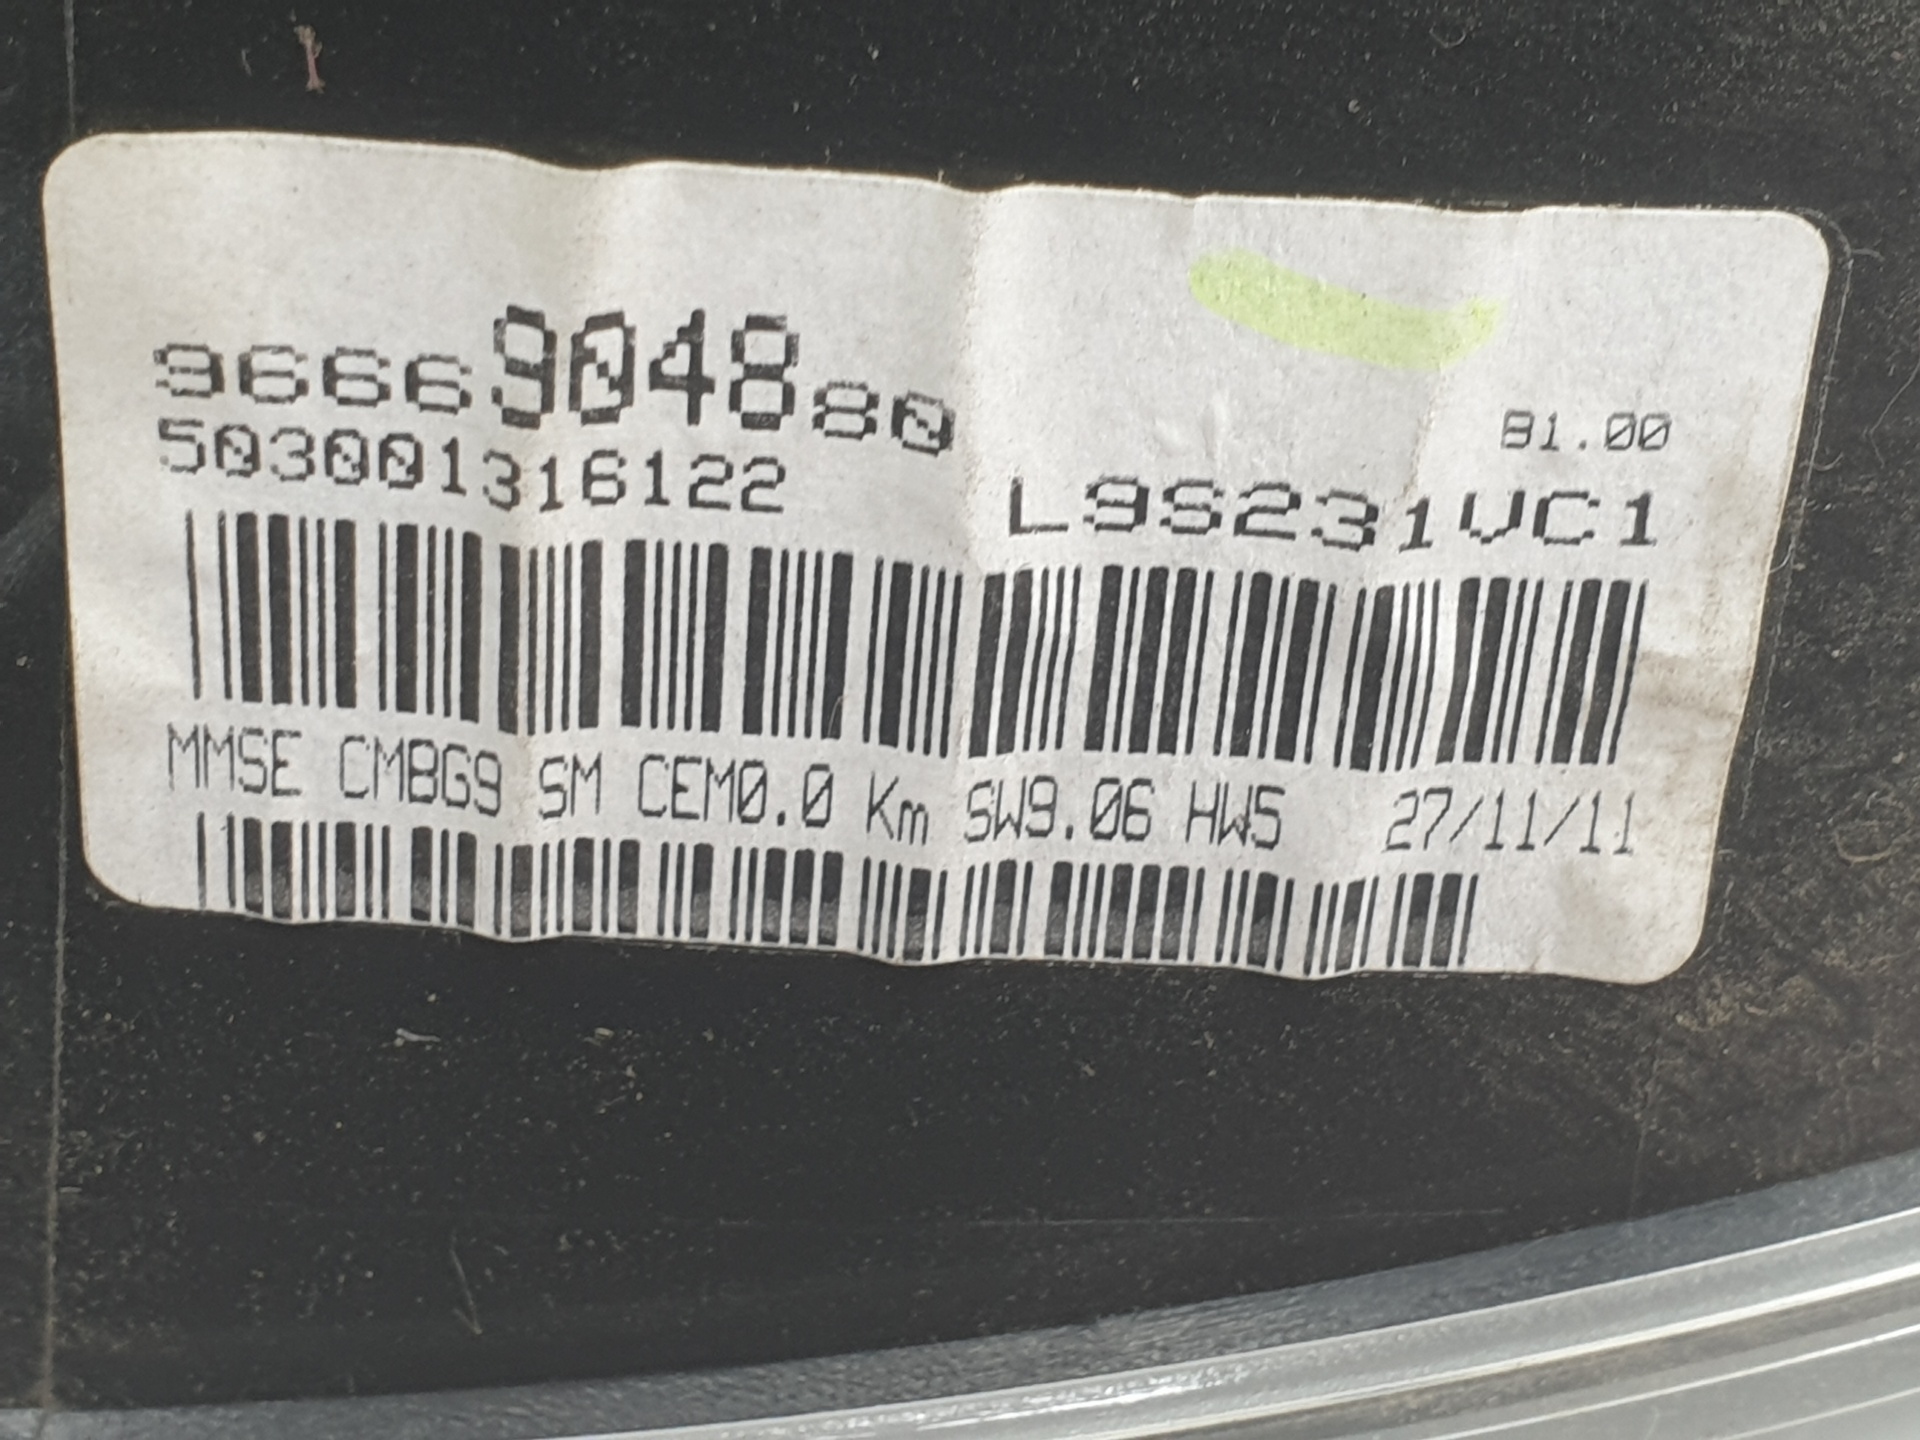 9666904880
503001316122
B1.00
L9S231VC1
MMSE CMBG9 SM CEM0.0 Km SW9.06 HW5 27/11/11